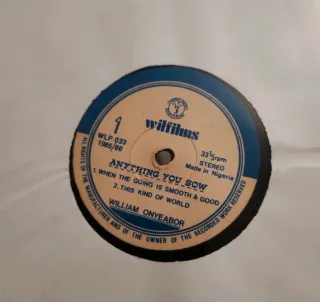 wilfilms
1
WLP 033
1985/86
33⅓rpm
STEREO
Made in Nigeria
ANYTHING YOU SOW
1. WHEN THE GOING IS SMOOTH & GOOD
2. THIS KIND OF WORLD
WILLIAM ONYEABOR
ALL RIGHTS OF THE MANUFACTURER AND OF THE OWNER OF THE RECORDED WORK RESERVED